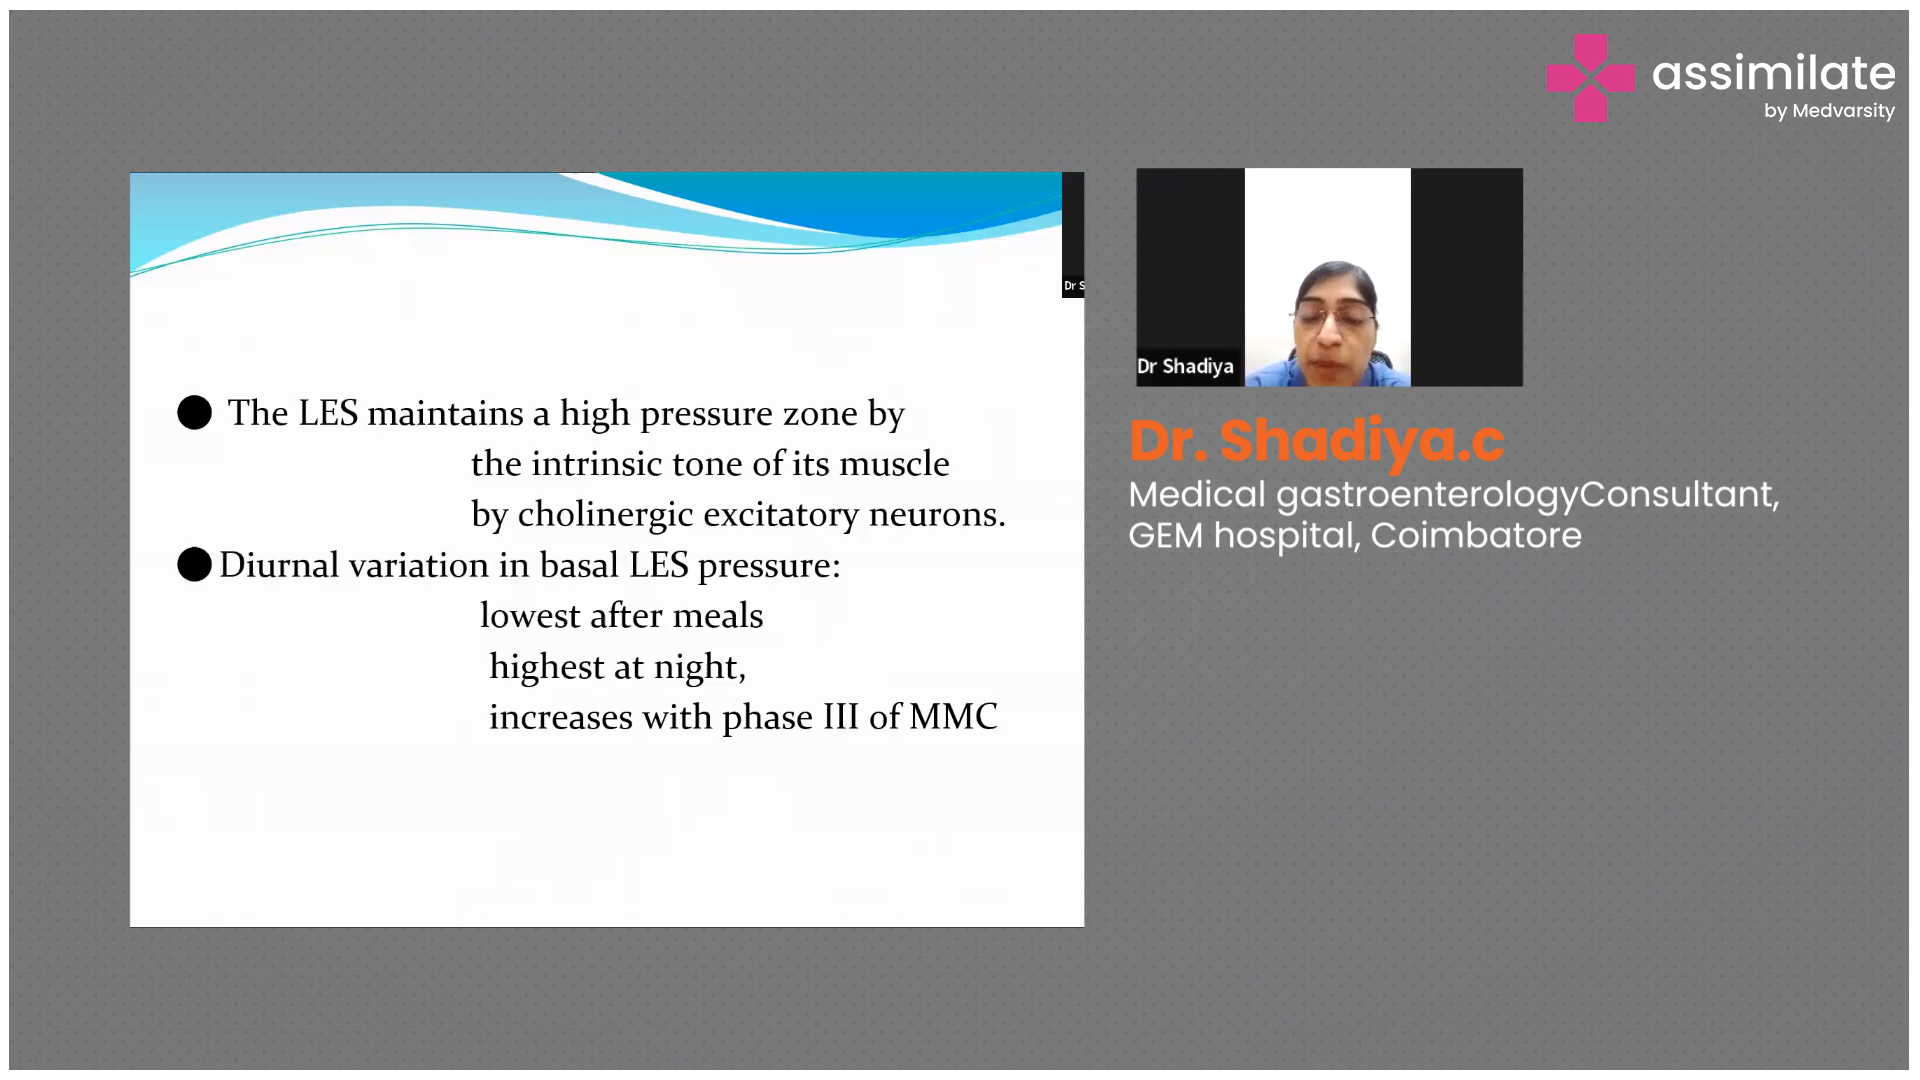 assimilate
by Medvarsity
Dr S
● The LES maintains a high pressure zone by
the intrinsic tone of its muscle
by cholinergic excitatory neurons.
● Diurnal variation in basal LES pressure:
lowest after meals
highest at night,
increases with phase III of MMC
Dr Shadiya
Dr. Shadiya.c
Medical gastroenterologyConsultant,
GEM hospital, Coimbatore